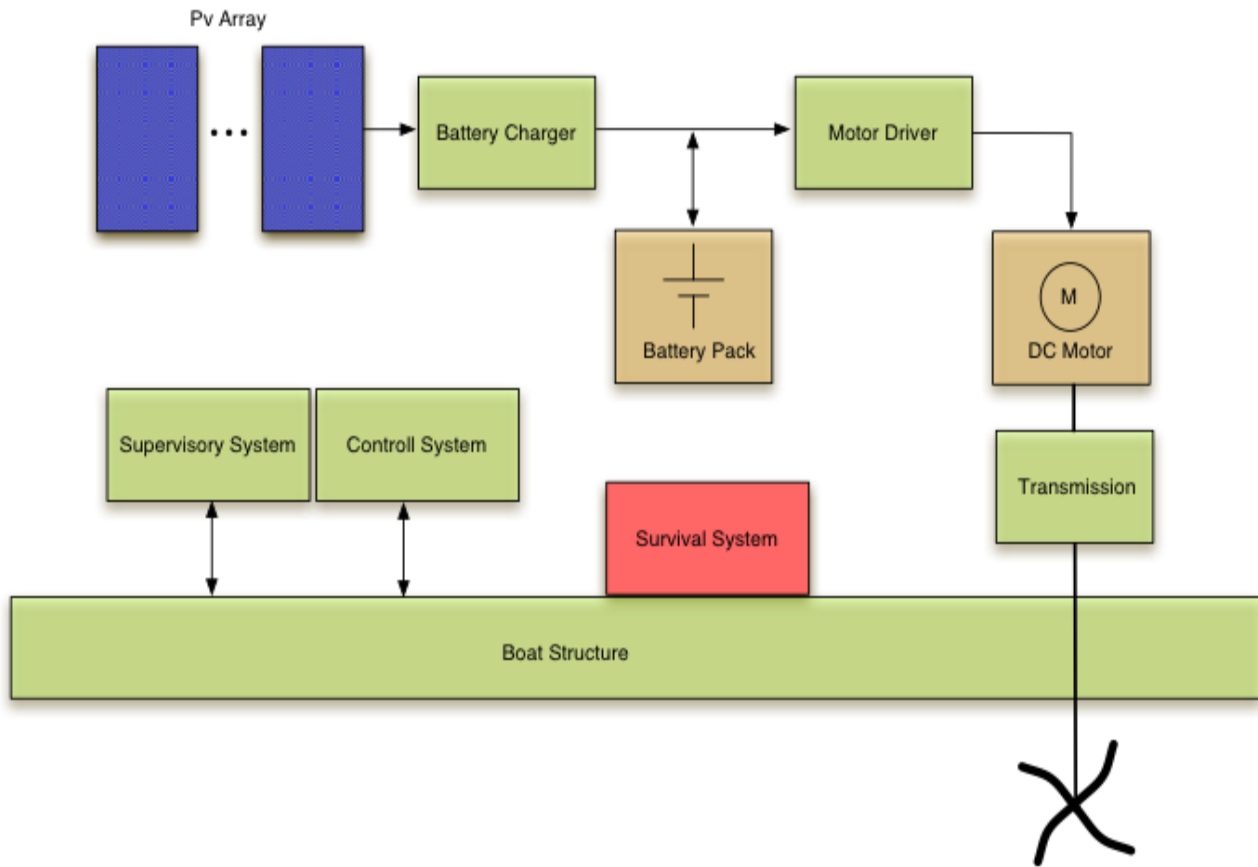 Pv Array
Battery Charger
Motor Driver
Battery Pack
M
DC Motor
Supervisory System
Controll System
Transmission
Survival System
Boat Structure